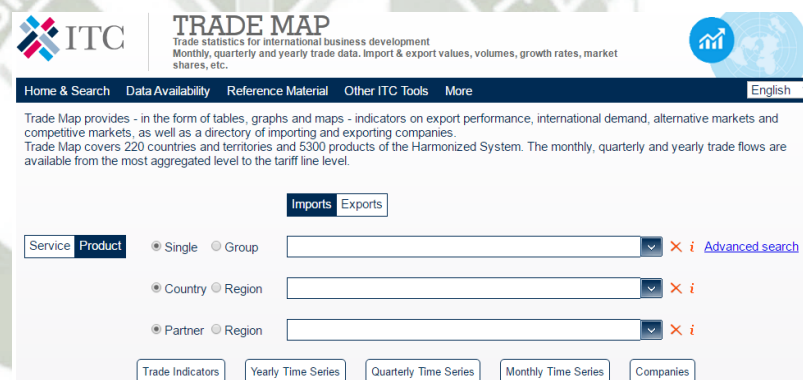 ITC
TRADE MAP
Trade statistics for international business development
Monthly, quarterly and yearly trade data. Import & export values, volumes, growth rates, market
shares, etc.
Home & Search Data Availability Reference Material Other ITC Tools More English
Trade Map provides - in the form of tables, graphs and maps - indicators on export performance, international demand, alternative markets and
competitive markets, as well as a directory of importing and exporting companies.
Trade Map covers 220 countries and territories and 5300 products of the Harmonized System. The monthly, quarterly and yearly trade flows are
available from the most aggregated level to the tariff line level.
Imports Exports
Service Product Single Group i Advanced search
Country Region i
Partner Region i
Trade Indicators Yearly Time Series Quarterly Time Series Monthly Time Series Companies